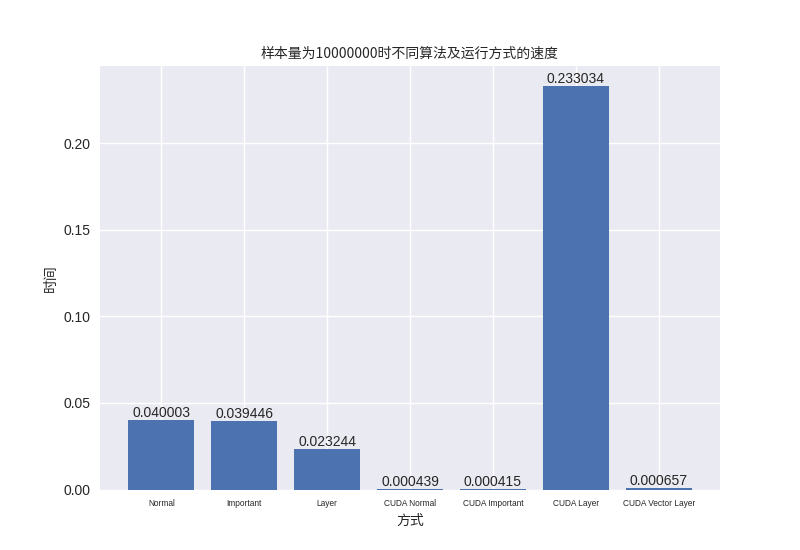 样本量为10000000时不同算法及运行方式的速度
0.233034
0.20
0.15
时间
0.10
0.05
0.040003
0.039446
0.023244
0.000439
0.000415
0.000657
0.00
Normal
Important
Layer
CUDA Normal
CUDA Important
CUDA Layer
CUDA Vector Layer
方式